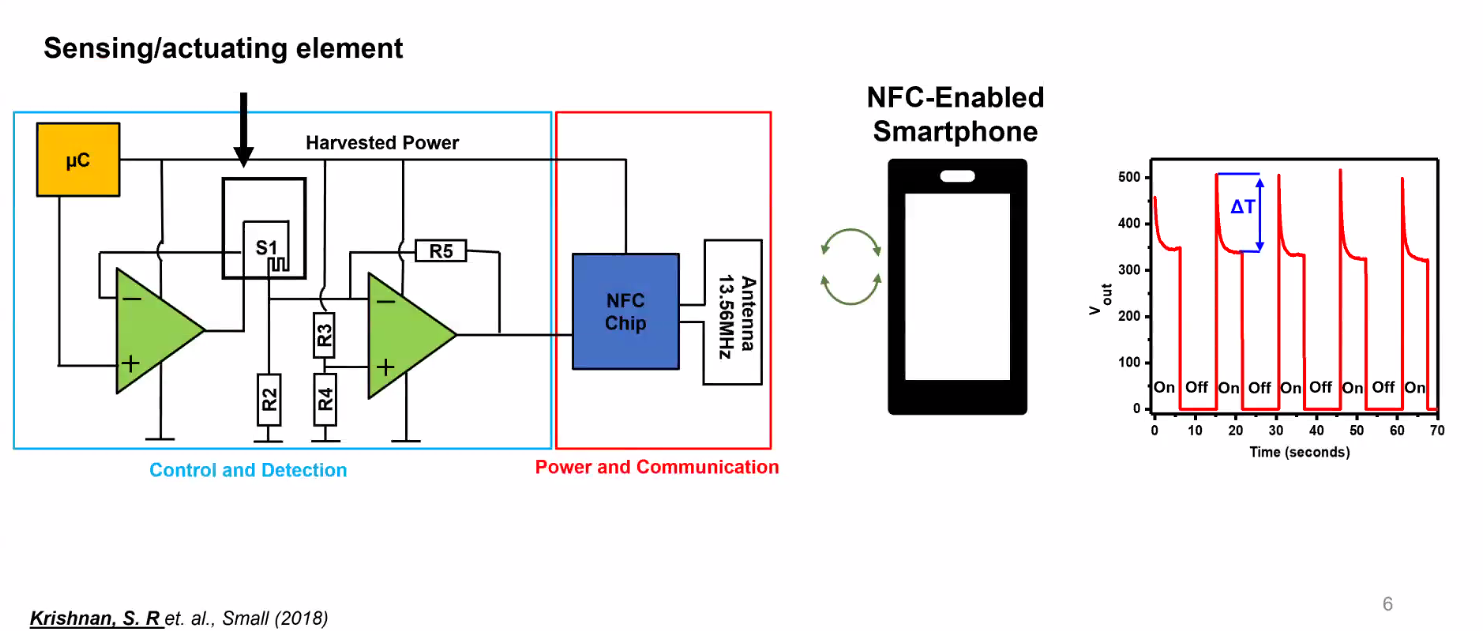 Sensing/actuating element
µC
Harvested Power
S1
R5
R3
R2
R4
−
+
−
+
NFC
Chip
Antenna
13.56MHz
Control and Detection
Power and Communication
NFC-Enabled
Smartphone
Vout
500
400
300
200
100
0
ΔT
On Off On Off On Off On Off On
0 10 20 30 40 50 60 70
Time (seconds)
Krishnan, S. R et. al., Small (2018)
6